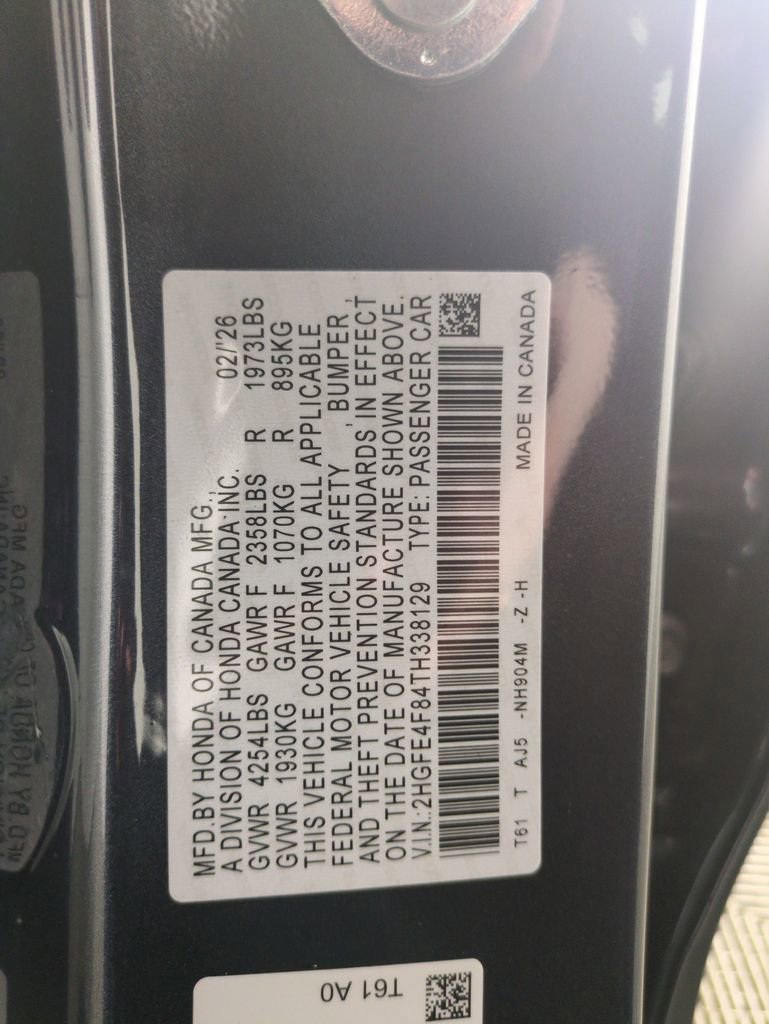 MFD.BY HONDA OF CANADA MFG.,
A DIVISION OF HONDA CANADA INC. 02/'26
GVWR 4254LBS GAWR F 2358LBS R 1973LBS
GVWR 1930KG GAWR F 1070KG R 895KG
THIS VEHICLE CONFORMS TO ALL APPLICABLE
FEDERAL MOTOR VEHICLE SAFETY , BUMPER ,
AND THEFT PREVENTION STANDARDS IN EFFECT
ON THE DATE OF MANUFACTURE SHOWN ABOVE.
V.I.N.:2HGFE4F84TH338129 TYPE: PASSENGER CAR
T61 T AJ5 -NH904M -Z -H MADE IN CANADA
T61 A0